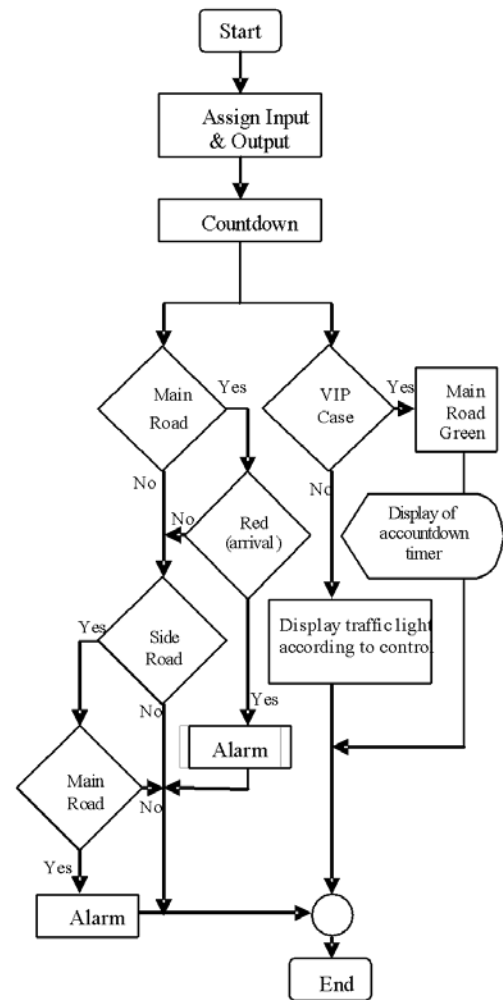 Start
Assign Input
& Output
Countdown
Main
Road
Yes
No
VIP
Case
Yes
No
Main
Road
Green
Red
(arrival)
No
Yes
Display of
accountdown
timer
Side
Road
Yes
No
Display traffic light
according to control
Alarm
Main
Road
No
Yes
Alarm
End